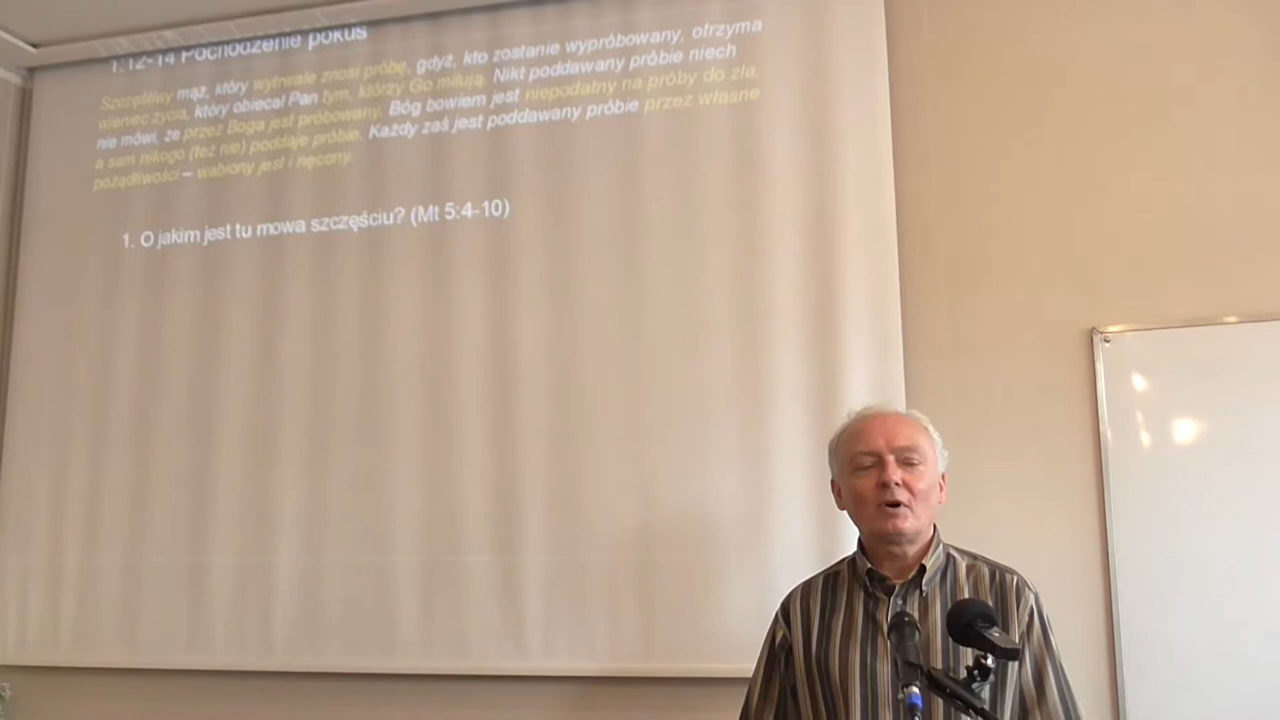 1:12-14 Pochodzenie pokus
Szczęśliwy mąż, który wytrwale znosi próbę, gdyż, kto zostanie wypróbowany, otrzyma
wieniec życia, który obiecał Pan tym, którzy Go miłują. Nikt poddawany próbie niech
nie mówi, że przez Boga jest próbowany. Bóg bowiem jest niepodatny na próby do zła,
a sam nikogo (też nie) poddaje próbie. Każdy zaś jest poddawany próbie przez własne
pożądliwości – wabiony jest i nęcony.
1. O jakim jest tu mowa szczęściu? (Mt 5:4-10)